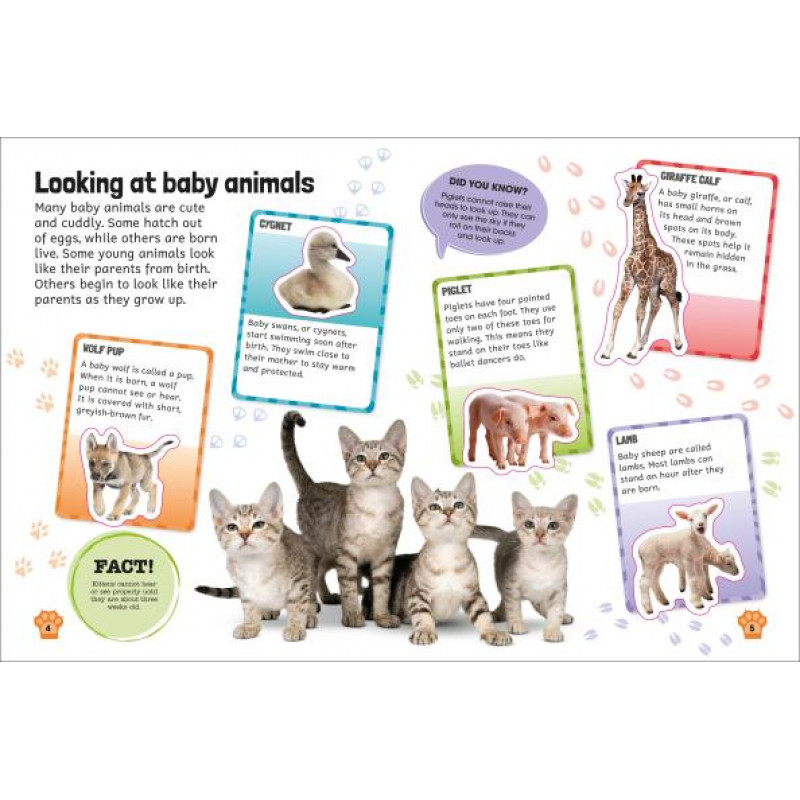 Looking at baby animals
Many baby animals are cute
and cuddly. Some hatch out
of eggs, while others are born
live. Some young animals look
like their parents from birth.
Others begin to look like their
parents as they grow up.
WOLF PUP
A baby wolf is called a pup.
When it is born, a wolf
pup cannot see or hear.
It is covered with short,
greyish-brown fur.
CYGNET
Baby swans, or cygnets,
start swimming soon after
birth. They swim close to
their mother to stay warm
and protected.
FACT!
Kittens cannot hear
or see properly until
they are about three
weeks old.
4
DID YOU KNOW?
Piglets cannot raise their
heads to look up. They can
only see the sky if they
roll on their backs
and look up.
PIGLET
Piglets have four pointed
toes on each foot. They use
only two of these toes for
walking. This means they
stand on their toes like
ballet dancers do.
GIRAFFE CALF
A baby giraffe, or calf,
has small horns on
its head and brown
spots on its body.
These spots help it
remain hidden
in the grass.
LAMB
Baby sheep are called
lambs. Most lambs can
stand an hour after they
are born.
5